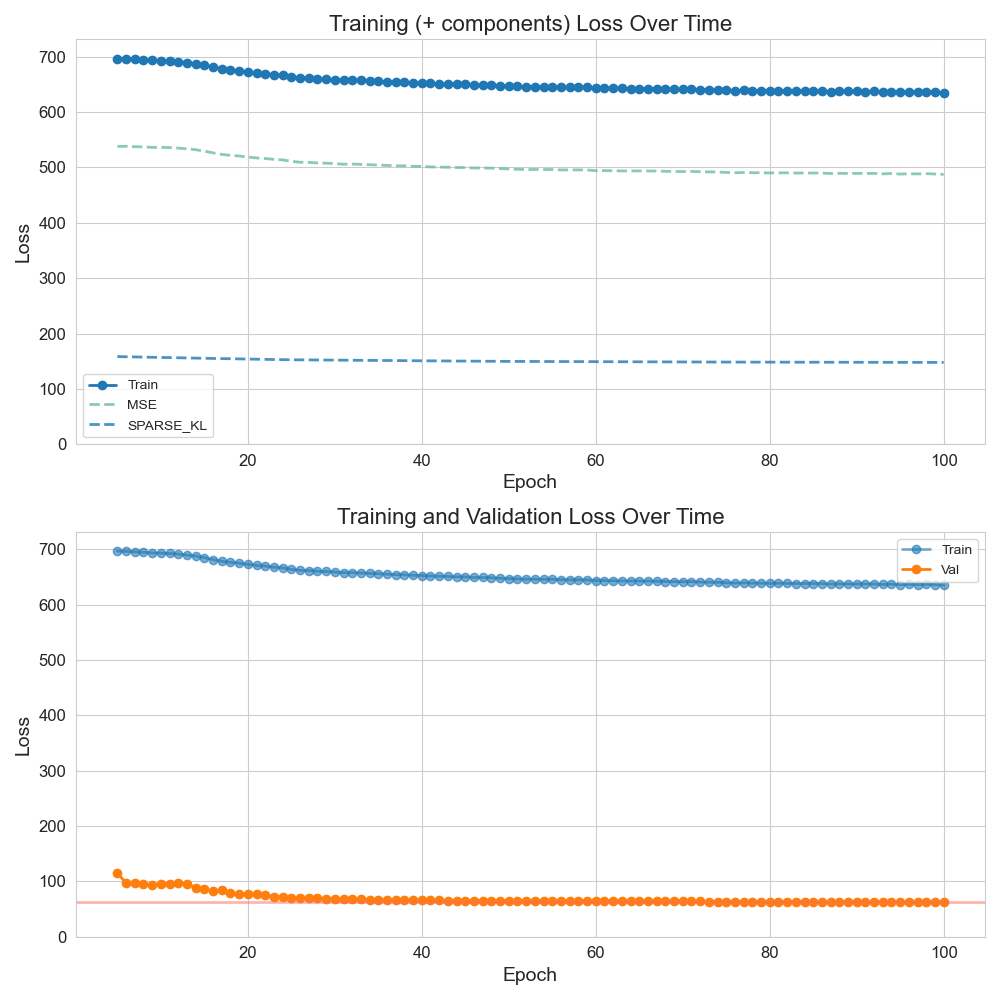 Training (+ components) Loss Over Time
700
600
500
400
300
200
100
0
Loss
Train
MSE
SPARSE_KL
20 40 60 80 100
Epoch
Training and Validation Loss Over Time
700
600
500
400
300
200
100
0
Loss
Train
Val
20 40 60 80 100
Epoch